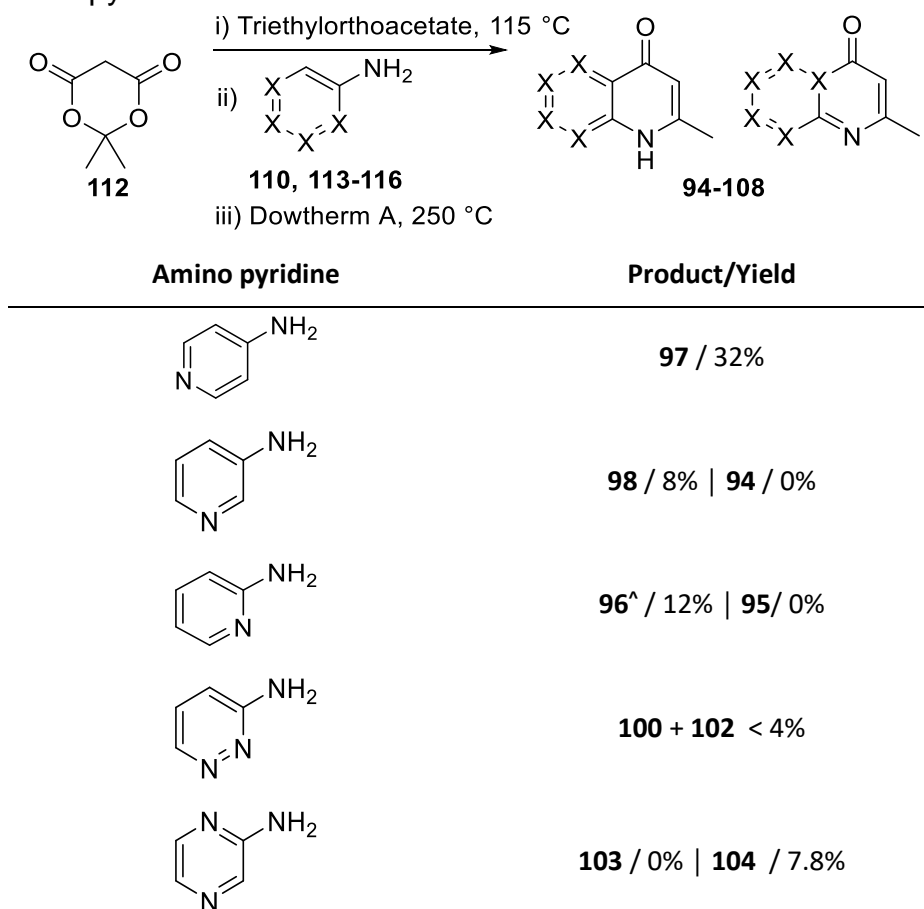 i) Triethylorthoacetate, 115 °C
ii)
NH2
X X X X
O O O O
112
110, 113-116
iii) Dowtherm A, 250 °C
O X X X X N H
O X X X X X N
94-108
Amino pyridine Product/Yield
N NH2 97 / 32%
N NH2 98 / 8% | 94 / 0%
N NH2 96^ / 12% | 95/ 0%
N N NH2 100 + 102 < 4%
N N NH2 103 / 0% | 104 / 7.8%